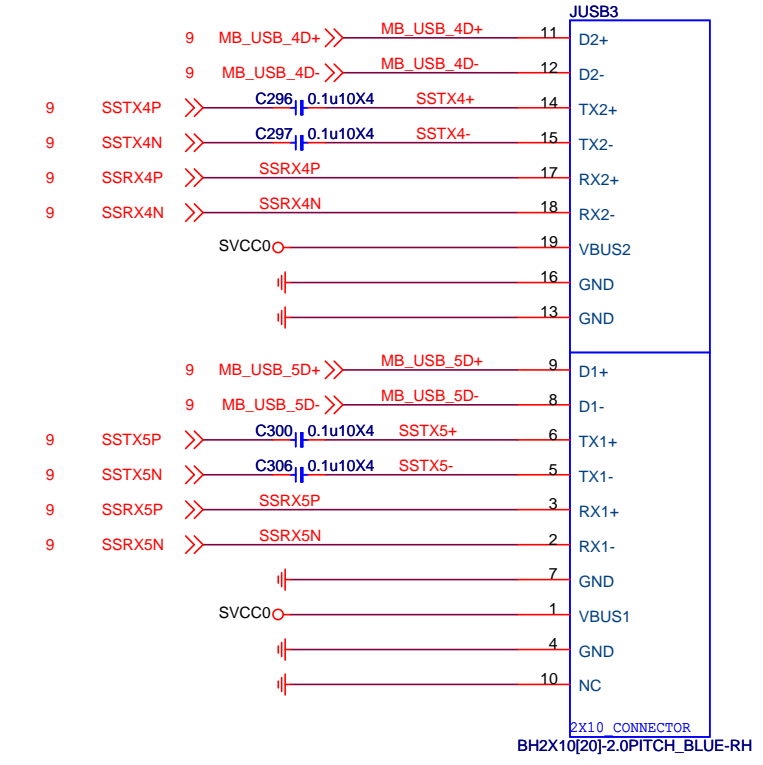 JUSB3
9 MB_USB_4D+ MB_USB_4D+ 11 D2+
9 MB_USB_4D- MB_USB_4D- 12 D2-
9 SSTX4P C296 0.1u10X4 SSTX4+ 14 TX2+
9 SSTX4N C297 0.1u10X4 SSTX4- 15 TX2-
9 SSRX4P SSRX4P 17 RX2+
9 SSRX4N SSRX4N 18 RX2-
SVCC0 19 VBUS2
16 GND
13 GND
9 MB_USB_5D+ MB_USB_5D+ 9 D1+
9 MB_USB_5D- MB_USB_5D- 8 D1-
9 SSTX5P C300 0.1u10X4 SSTX5+ 6 TX1+
9 SSTX5N C306 0.1u10X4 SSTX5- 5 TX1-
9 SSRX5P SSRX5P 3 RX1+
9 SSRX5N SSRX5N 2 RX1-
7 GND
SVCC0 1 VBUS1
4 GND
10 NC
2X10_CONNECTOR
BH2X10[20]-2.0PITCH_BLUE-RH